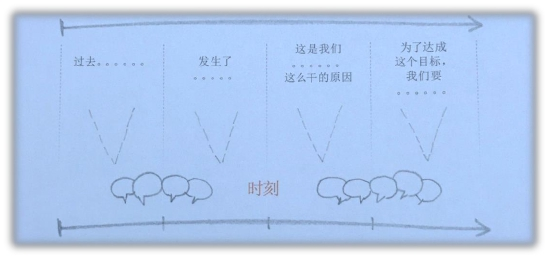 过去。。。。。。
发生了
。。。。。
这是我们
。。。。。。
这么干的原因
为了达成
这个目标，
我们要
。。。。。。
时刻